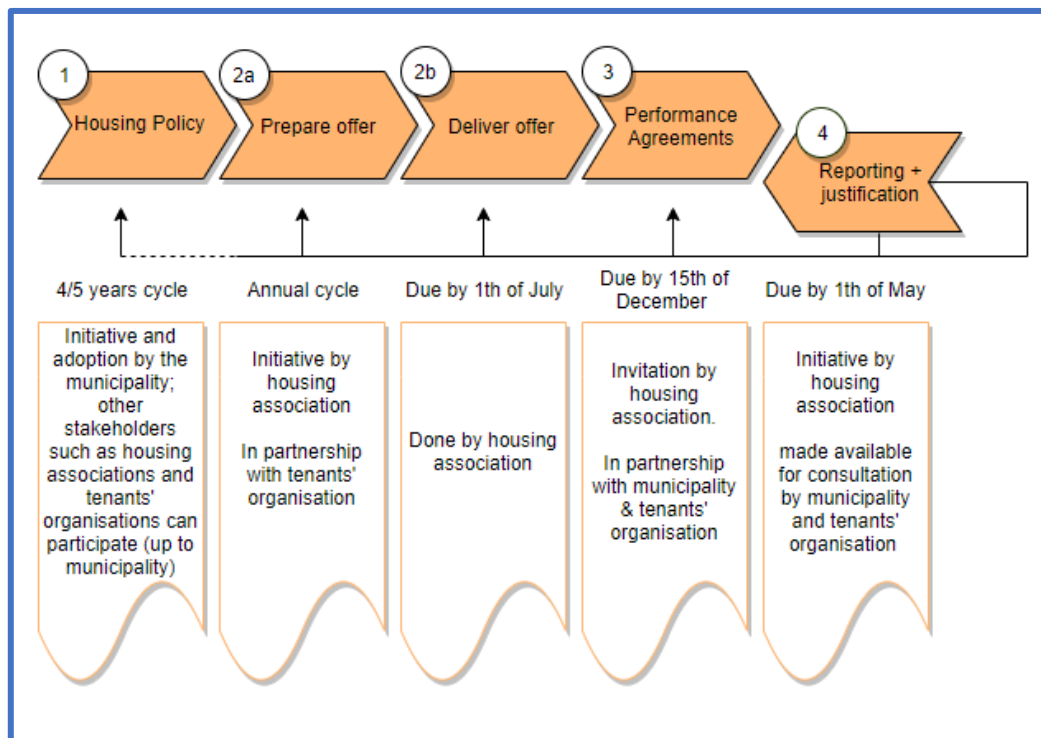 1
Housing Policy
2a
Prepare offer
2b
Deliver offer
3
Performance
Agreements
4
Reporting +
justification
4/5 years cycle
Annual cycle
Due by 1th of July
Due by 15th of
December
Due by 1th of May
Initiative and
adoption by the
municipality;
other
stakeholders
such as housing
associations and
tenants'
organisations can
participate (up to
municipality)
Initiative by
housing
association
In partnership
with tenants'
organisation
Done by housing
association
Invitation by
housing
association.
In partnership
with municipality
& tenants'
organisation
Initiative by
housing
association
made available
for consultation
by municipality
and tenants'
organisation